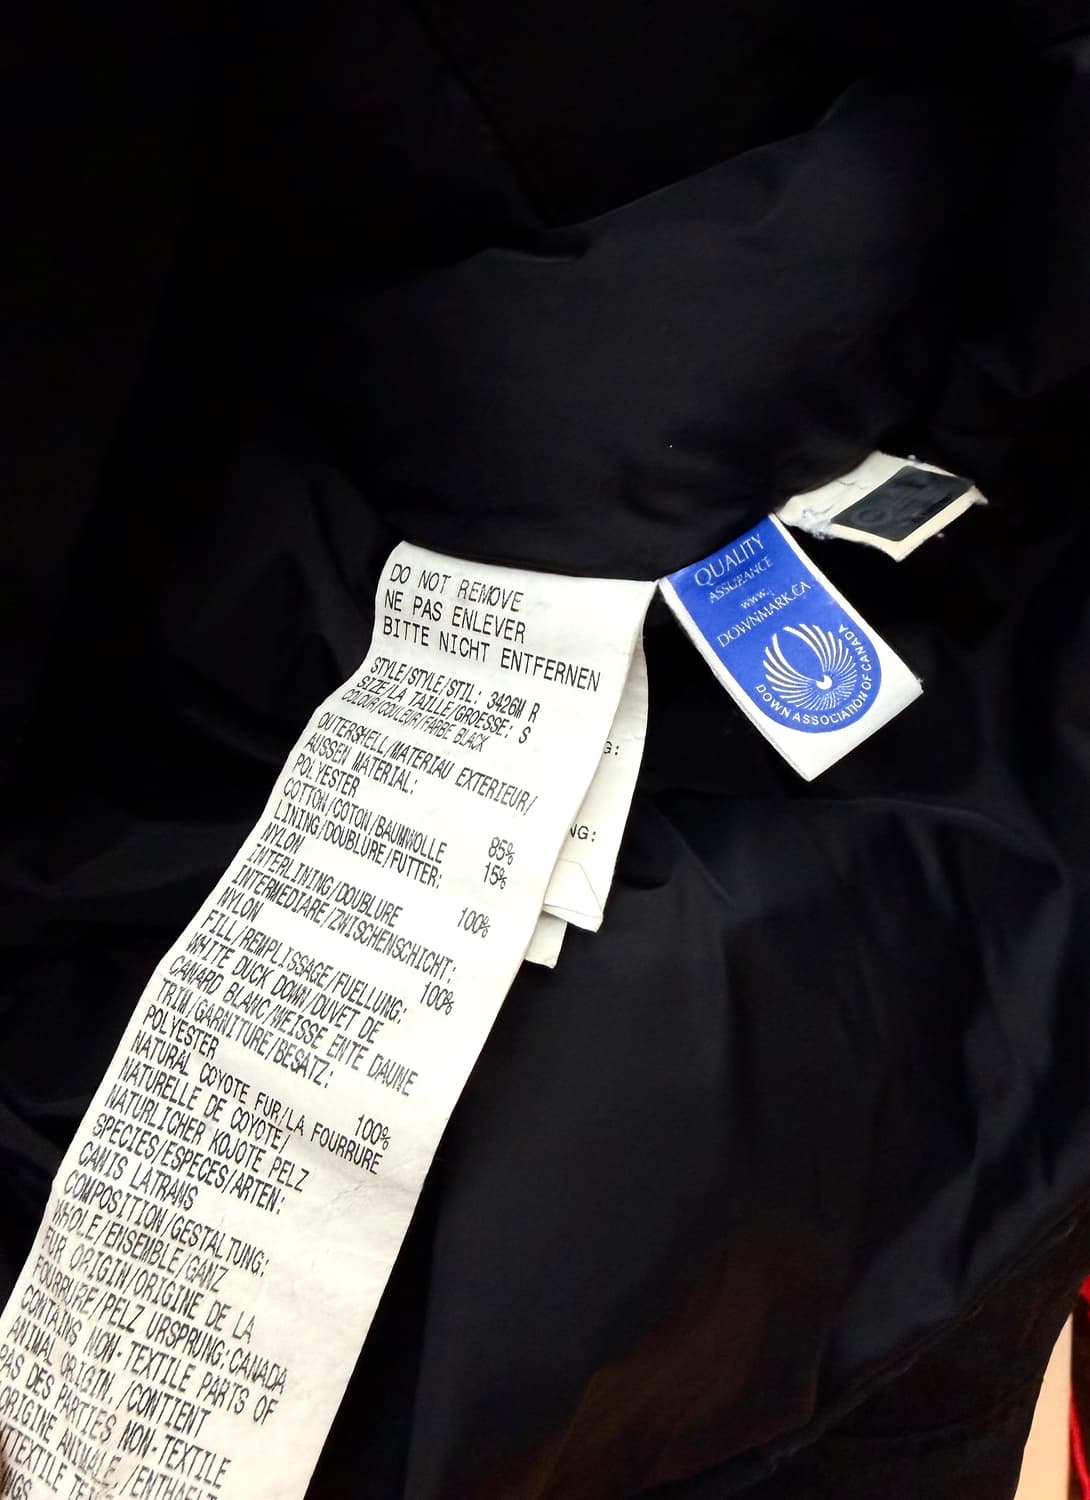 DO NOT REMOVE
NE PAS ENLEVER
BITTE NICHT ENTFERNEN
STYLE/STYLE/STIL: 3426M R
SIZE/LA TAILLE/GROESSE: S
COLOUR/COULEUR/FARBE BLACK
OUTERSHELL/MATERIAU EXTERIEUR/
AUSSEN MATERIAL:
POLYESTER 85%
COTTON/COTON/BAUMWOLLE 15%
LINING/DOUBLURE/FUTTER:
NYLON 100%
INTERLINING/DOUBLURE
INTERMEDIARE/ZWISCHENSCHICHT:
NYLON 100%
FILL/REMPLISSAGE/FUELLUNG:
WHITE DUCK DOWN/DUVET DE
CANARD BLANC/WEISSE ENTE DAUNE
TRIM/GARNITURE/BESATZ:
POLYESTER 100%
NATURAL COYOTE FUR/LA FOURRURE
NATURELLE DE COYOTE/
NATURLICHER KOJOTE PELZ
SPECIES/ESPECES/ARTEN:
CANIS LATRANS
COMPOSITION/GESTALTUNG:
WHOLE/ENSEMBLE/GANZ
FUR ORIGIN/ORIGINE DE LA
FOURRURE/PELZ URSPRUNG:CANADA
CONTAINS NON-TEXTILE PARTS OF
ANIMAL ORIGIN./CONTIENT
PAS DES PARTIES NON-TEXTILE
ORIGINE ANIMALE/ENTHAELT
G:
NG:
QUALITY
ASSURANCE
www.
DOWNMARK.CA
DOWN ASSOCIATION OF CANADA